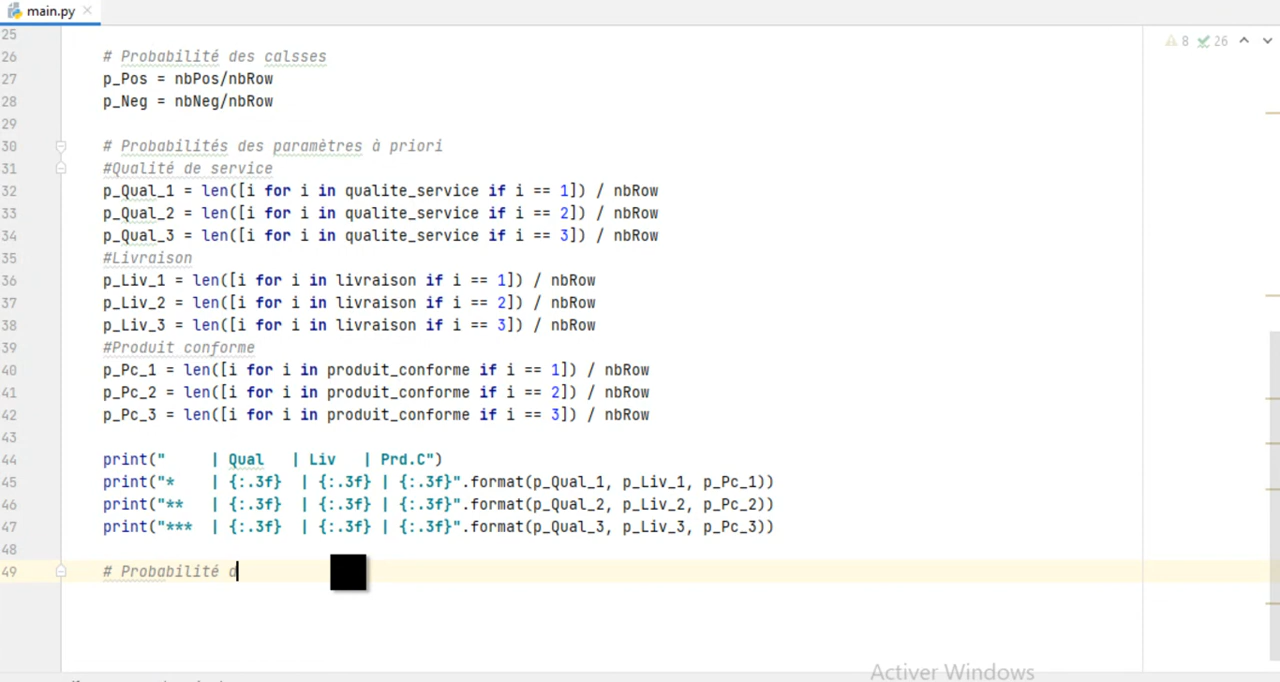 main.py
8 26
25
26 # Probabilité des calsses
27 p_Pos = nbPos/nbRow
28 p_Neg = nbNeg/nbRow
29
30 # Probabilités des paramètres à priori
31 #Qualité de service
32 p_Qual_1 = len([i for i in qualite_service if i == 1]) / nbRow
33 p_Qual_2 = len([i for i in qualite_service if i == 2]) / nbRow
34 p_Qual_3 = len([i for i in qualite_service if i == 3]) / nbRow
35 #Livraison
36 p_Liv_1 = len([i for i in livraison if i == 1]) / nbRow
37 p_Liv_2 = len([i for i in livraison if i == 2]) / nbRow
38 p_Liv_3 = len([i for i in livraison if i == 3]) / nbRow
39 #Produit conforme
40 p_Pc_1 = len([i for i in produit_conforme if i == 1]) / nbRow
41 p_Pc_2 = len([i for i in produit_conforme if i == 2]) / nbRow
42 p_Pc_3 = len([i for i in produit_conforme if i == 3]) / nbRow
43
44 print("     | Qual   | Liv   | Prd.C")
45 print("*    | {:.3f}  | {:.3f} | {:.3f}".format(p_Qual_1, p_Liv_1, p_Pc_1))
46 print("**   | {:.3f}  | {:.3f} | {:.3f}".format(p_Qual_2, p_Liv_2, p_Pc_2))
47 print("***  | {:.3f}  | {:.3f} | {:.3f}".format(p_Qual_3, p_Liv_3, p_Pc_3))
48
49 # Probabilité d
Activer Windows